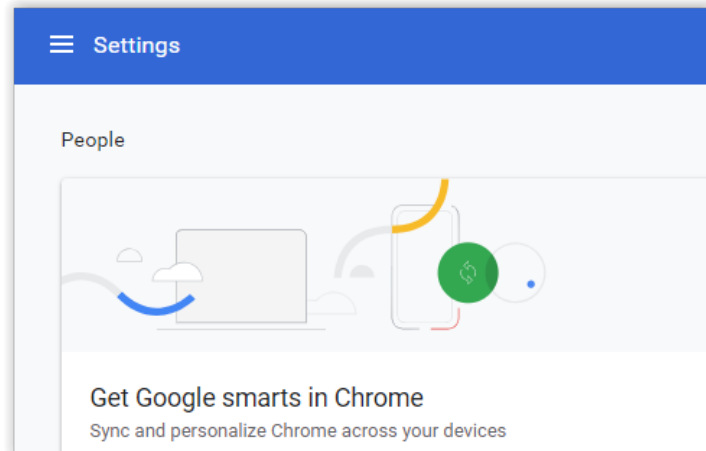 Settings
People
Get Google smarts in Chrome
Sync and personalize Chrome across your devices